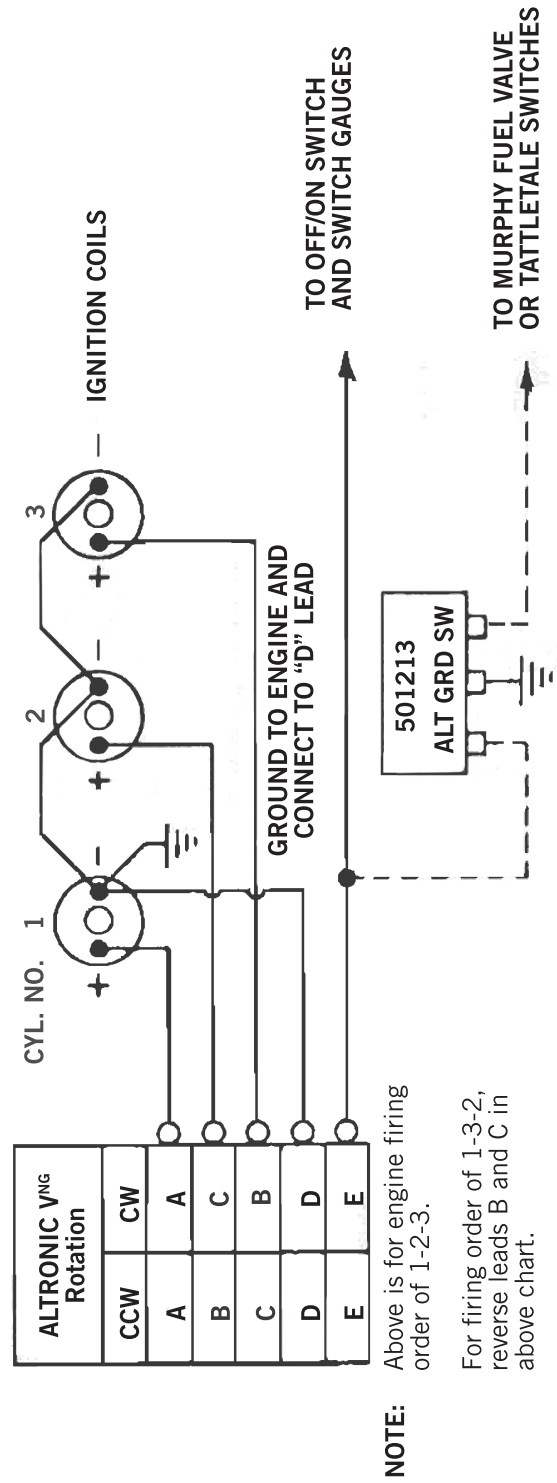 CYL. NO. 1
2
3
+
–
+
–
+
–
IGNITION COILS
ALTRONIC VNG
Rotation
CCW CW
A A
B C
C B
D D
E E
GROUND TO ENGINE AND
CONNECT TO “D” LEAD
TO OFF/ON SWITCH
AND SWITCH GAUGES
501213
ALT GRD SW
TO MURPHY FUEL VALVE
OR TATTLETALE SWITCHES
NOTE: Above is for engine firing
order of 1-2-3.
For firing order of 1-3-2,
reverse leads B and C in
above chart.